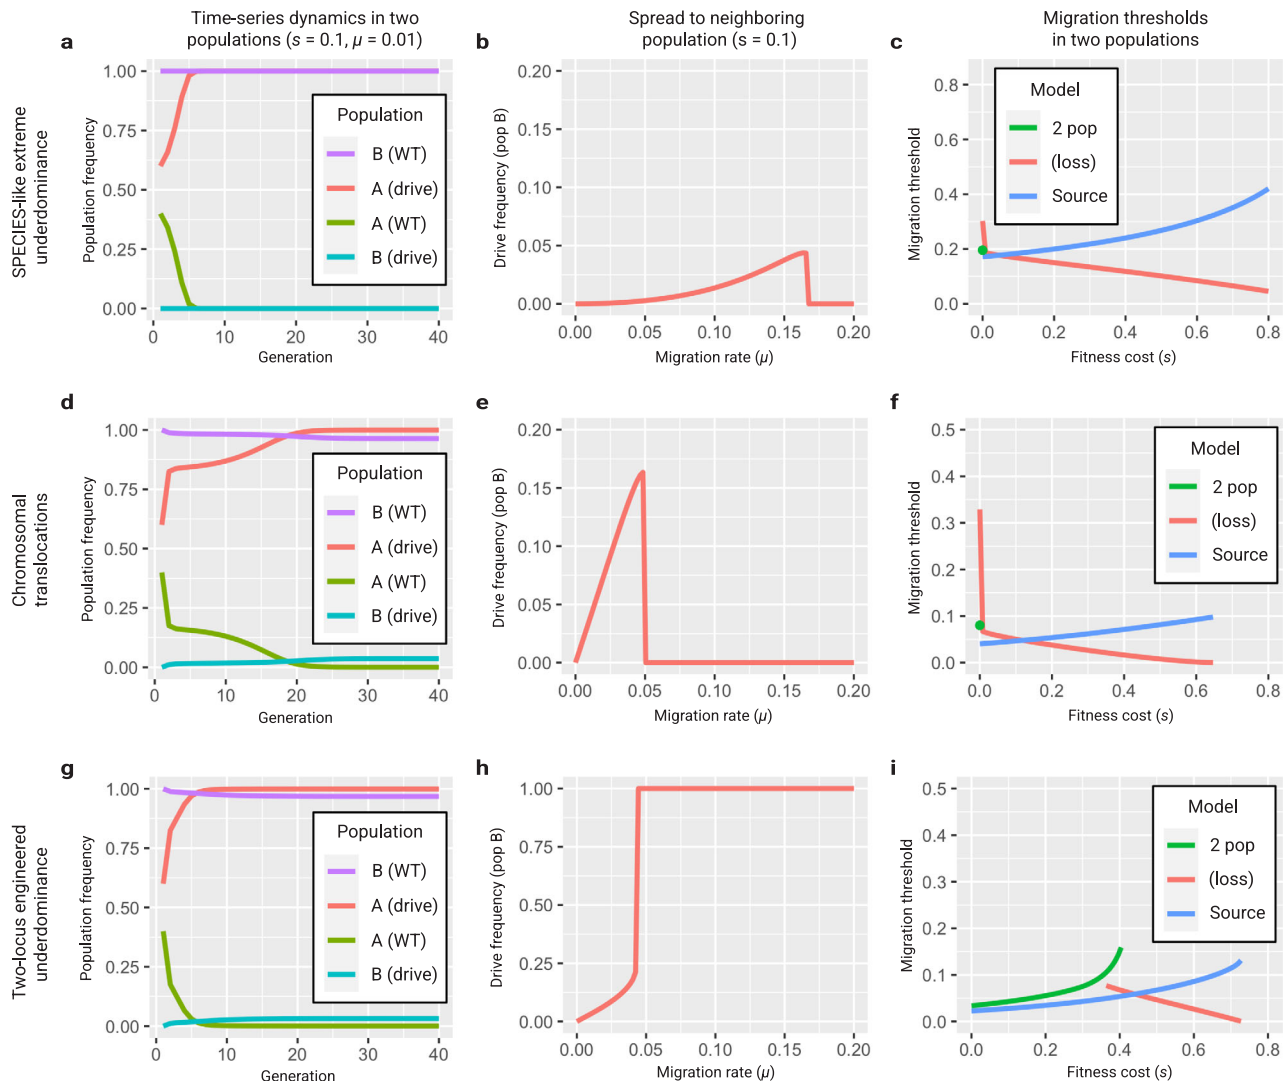 Time-series dynamics in two
populations (s = 0.1, μ = 0.01)
Spread to neighboring
population (s = 0.1)
Migration thresholds
in two populations
SPECIES-like extreme
underdominance
a
Population frequency
1.00
0.75
0.50
0.25
0.00
0
10
20
30
40
Generation
Population
B (WT)
A (drive)
A (WT)
B (drive)
b
Drive frequency (pop B)
0.20
0.15
0.10
0.05
0.00
0.00
0.05
0.10
0.15
0.20
Migration rate (μ)
c
Migration threshold
0.8
0.6
0.4
0.2
0.0
0.0
0.2
0.4
0.6
0.8
Fitness cost (s)
Model
2 pop
(loss)
Source
Chromosomal
translocations
d
Population frequency
1.00
0.75
0.50
0.25
0.00
0
10
20
30
40
Generation
Population
B (WT)
A (drive)
A (WT)
B (drive)
e
Drive frequency (pop B)
0.20
0.15
0.10
0.05
0.00
0.00
0.05
0.10
0.15
0.20
Migration rate (μ)
f
Migration threshold
0.5
0.4
0.3
0.2
0.1
0.0
0.0
0.2
0.4
0.6
0.8
Fitness cost (s)
Model
2 pop
(loss)
Source
Two-locus engineered
underdominance
g
Population frequency
1.00
0.75
0.50
0.25
0.00
0
10
20
30
40
Generation
Population
B (WT)
A (drive)
A (WT)
B (drive)
h
Drive frequency (pop B)
1.00
0.75
0.50
0.25
0.00
0.00
0.05
0.10
0.15
0.20
Migration rate (μ)
i
Migration threshold
0.5
0.4
0.3
0.2
0.1
0.0
0.0
0.2
0.4
0.6
0.8
Fitness cost (s)
Model
2 pop
(loss)
Source